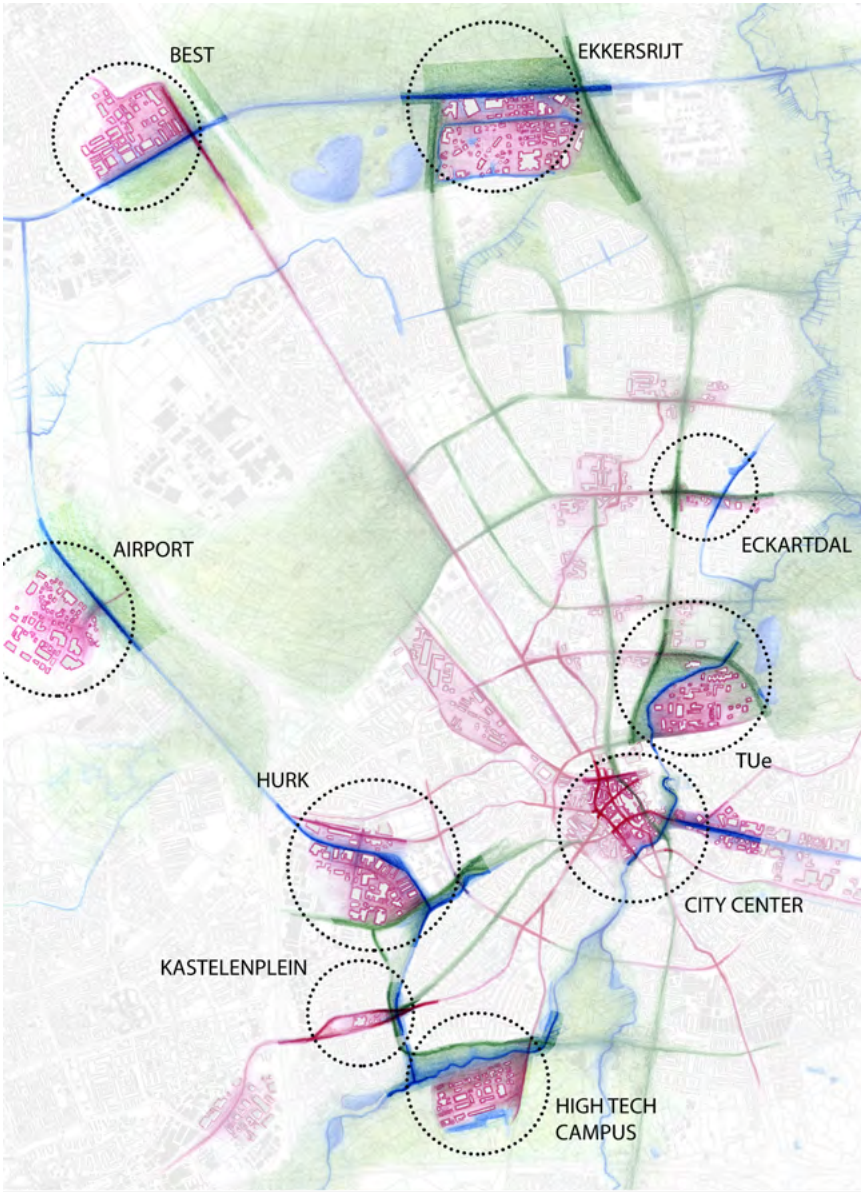 BEST
EKKERSRIJT
ECKARTDAL
AIRPORT
TUe
HURK
CITY CENTER
KASTELENPLEIN
HIGH TECH
CAMPUS